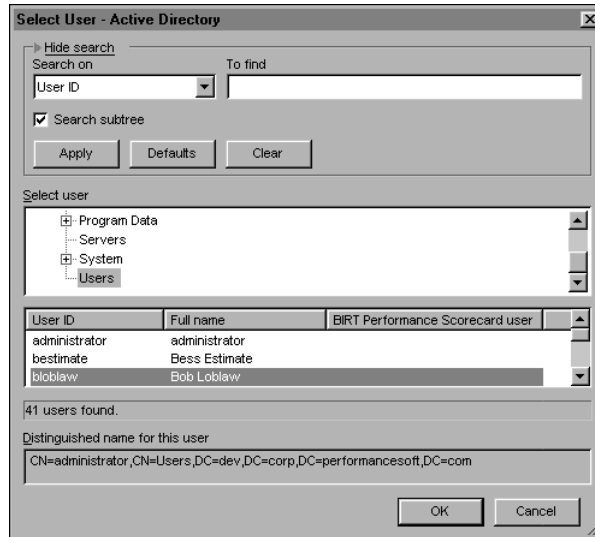 Select User - Active Directory
Hide search
Search on To find
User ID
Search subtree
Apply Defaults Clear
Select user
Program Data
Servers
System
Users
User ID Full name BIRT Performance Scorecard user
administrator administrator
bestimate Bess Estimate
bloblaw Bob Loblaw
41 users found.
Distinguished name for this user
CN=administrator,CN=Users,DC=dev,DC=corp,DC=performancesoft,DC=com
OK Cancel